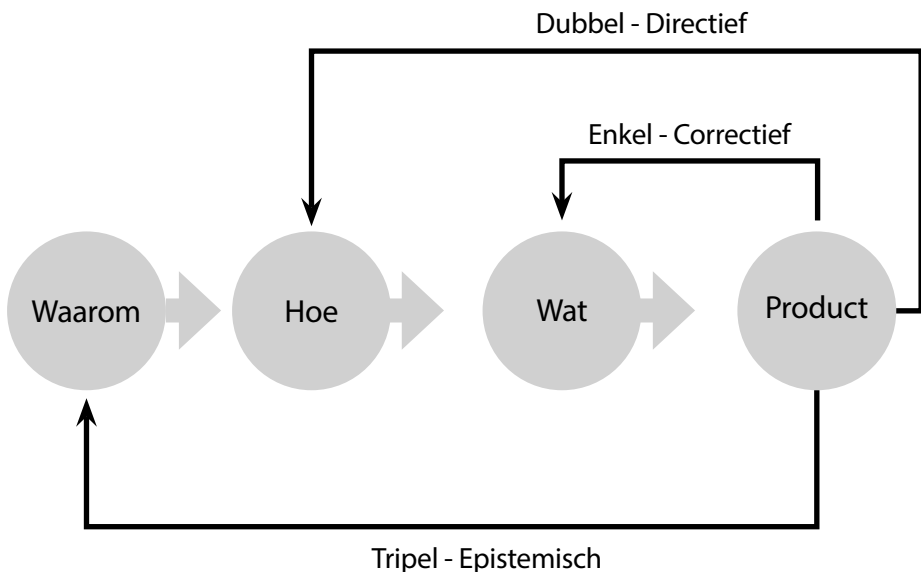 Dubbel - Directief
Enkel - Correctief
Waarom
Hoe
Wat
Product
Tripel - Epistemisch